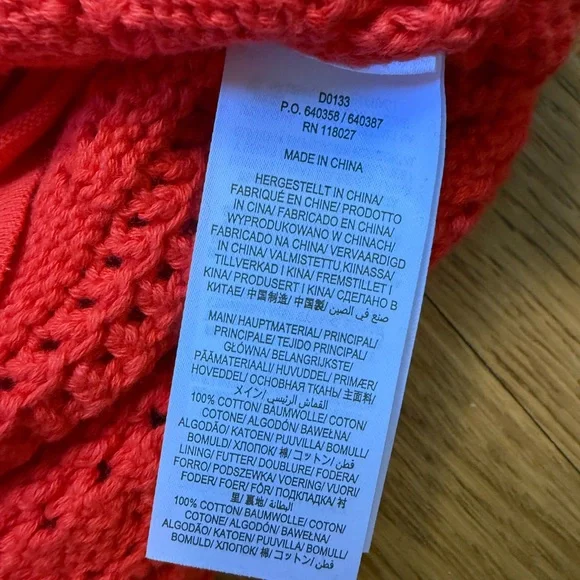 D0133
P.O. 640358 / 640387
RN 118027
MADE IN CHINA
HERGESTELLT IN CHINA/
FABRIQUÉ EN CHINE/ PRODOTTO
IN CINA/ FABRICADO EN CHINA/
WYPRODUKOWANO W CHINACH/
FABRICADO NA CHINA/ VERVAARDIGD
IN CHINA/ VALMISTETTU KIINASSA/
TILLVERKAD I KINA/ FREMSTILLET I
KINA/ PRODUSERT I KINA/ СДЕЛАНО В
КИТАЕ/ 中国制造/ 中国製/ صنع في الصين
MAIN/ HAUPTMATERIAL/ PRINCIPAL/
PRINCIPALE/ TEJIDO PRINCIPAL/
GŁÓWNA/ BELANGRIJKSTE/
PÄÄMATERIAALI/ HUVUDDEL/ PRIMÆR/
HOVEDDEL/ ОСНОВНАЯ ТКАНЬ/ 主面料/
メイン/ القماش الرئيسي/
100% COTTON/ BAUMWOLLE/ COTON/
COTONE/ ALGODÓN/ BAWEŁNA/
ALGODÃO/ KATOEN/ PUUVILLA/ BOMULL/
BOMULD/ ХЛОПОК/ 棉/ コットン/ قطن
LINING/ FUTTER/ DOUBLURE/ FODERA/
FORRO/ PODSZEWKA/ VOERING/ VUORI/
FODER/ FOER/ FÔR/ ПОДКЛАДКА/ 衬
里/ 裏地/ البطانة
100% COTTON/ BAUMWOLLE/ COTON/
COTONE/ ALGODÓN/ BAWEŁNA/
ALGODÃO/ KATOEN/ PUUVILLA/ BOMULL/
BOMULD/ ХЛОПОК/ 棉/ コットン/ قطن